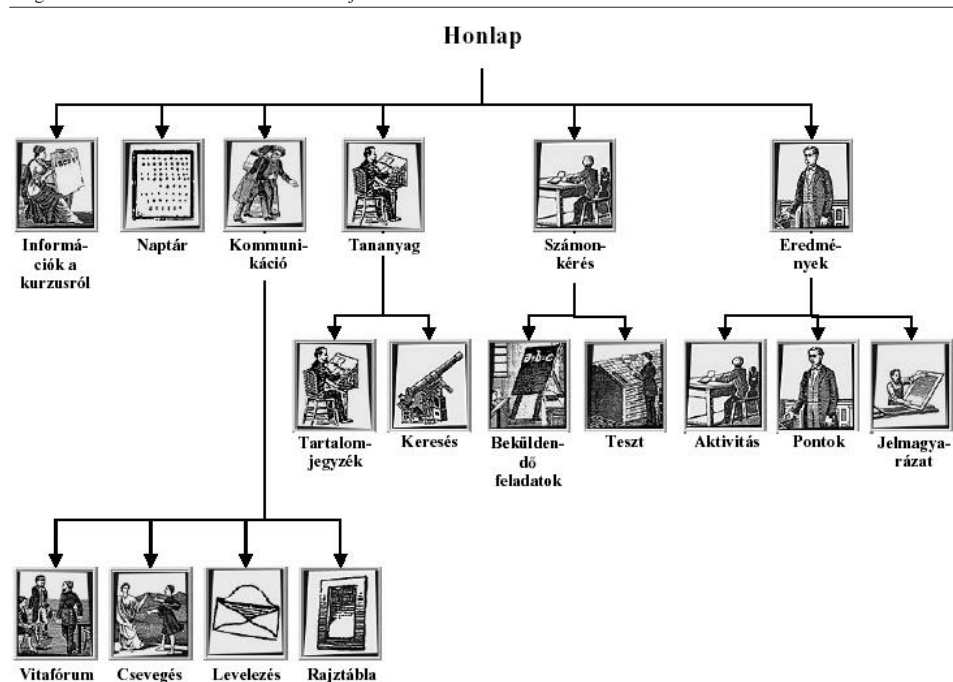 Honlap
Informá-
ciók a
kurzusról
Naptár
Kommuni-
káció
Tananyag
Számon-
kérés
Eredmé-
nyek
Tartalom-
jegyzék
Keresés
Bekülden-
dő
feladatok
Teszt
Aktivitás
Pontok
Jelmagya-
rázat
Vitafórum
Csevegés
Levelezés
Rajztábla